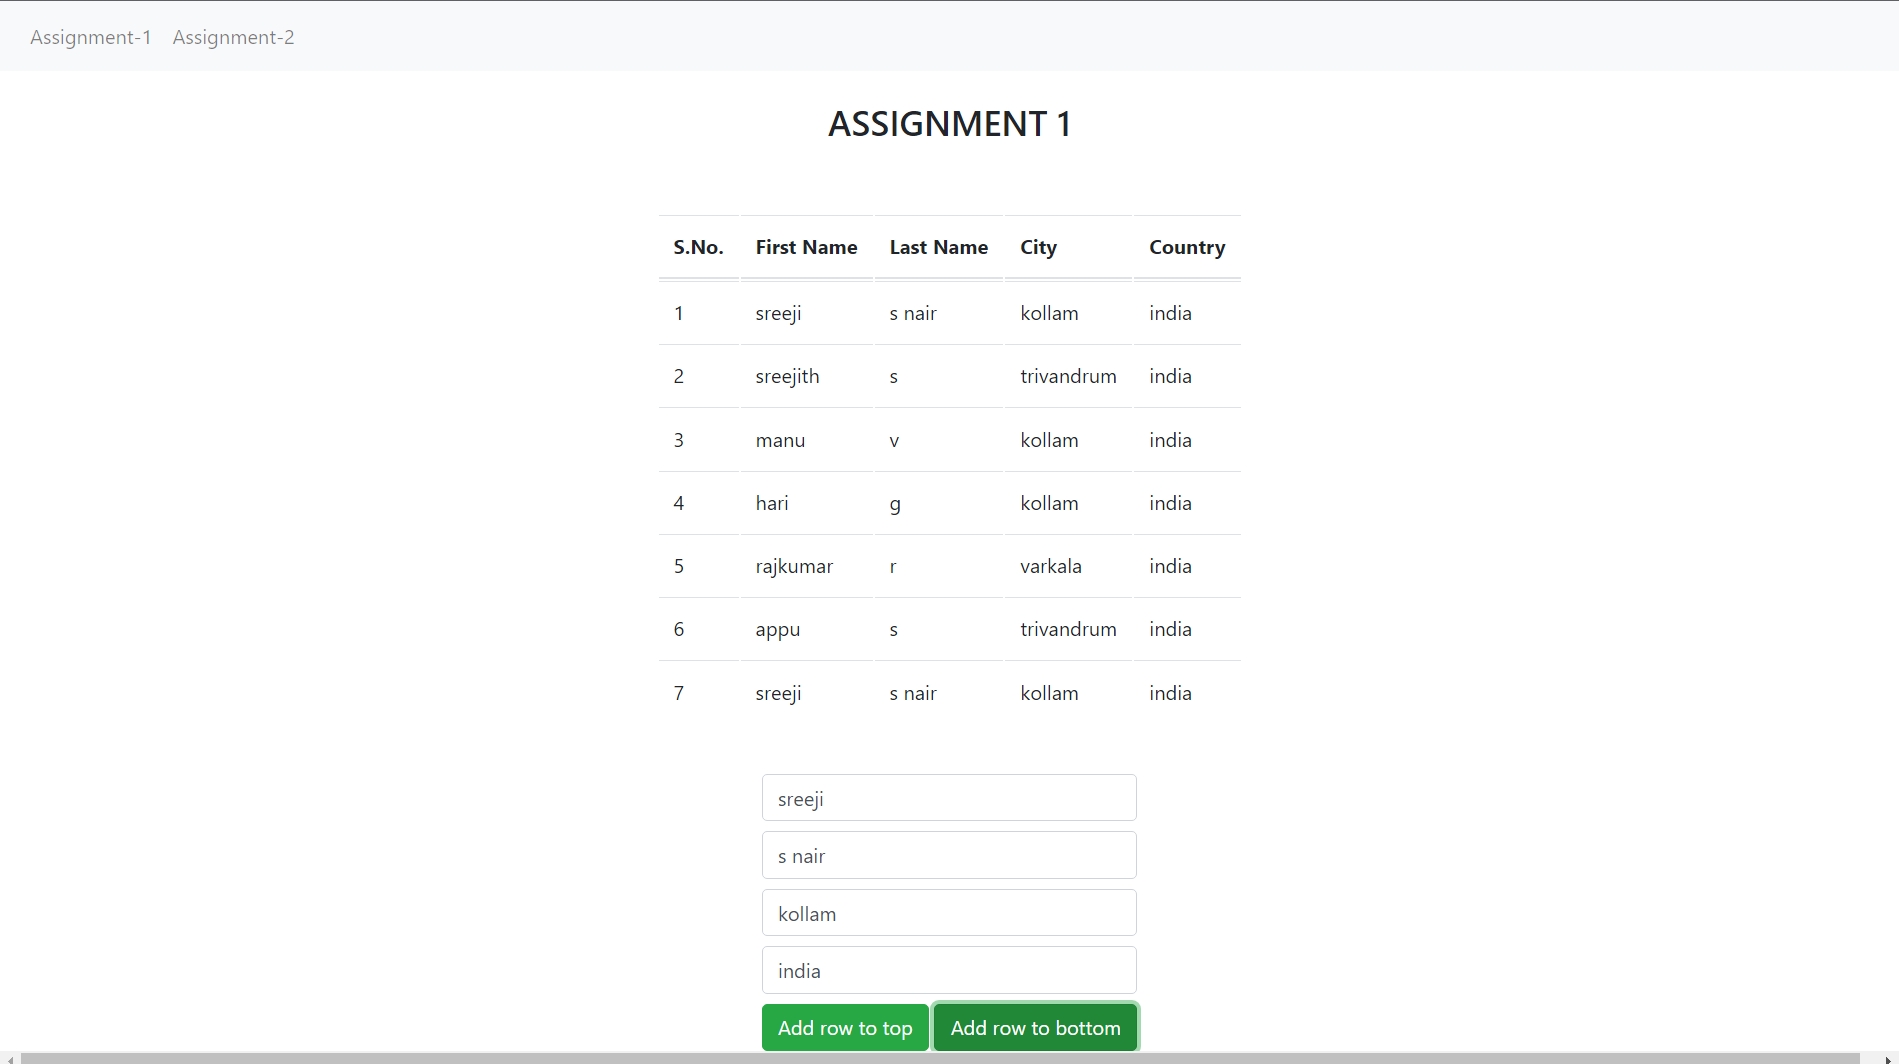 Assignment-1 Assignment-2
ASSIGNMENT 1
S.No. First Name Last Name City Country
1 sreeji s nair kollam india
2 sreejith s trivandrum india
3 manu v kollam india
4 hari g kollam india
5 rajkumar r varkala india
6 appu s trivandrum india
7 sreeji s nair kollam india
sreeji
s nair
kollam
india
Add row to top Add row to bottom